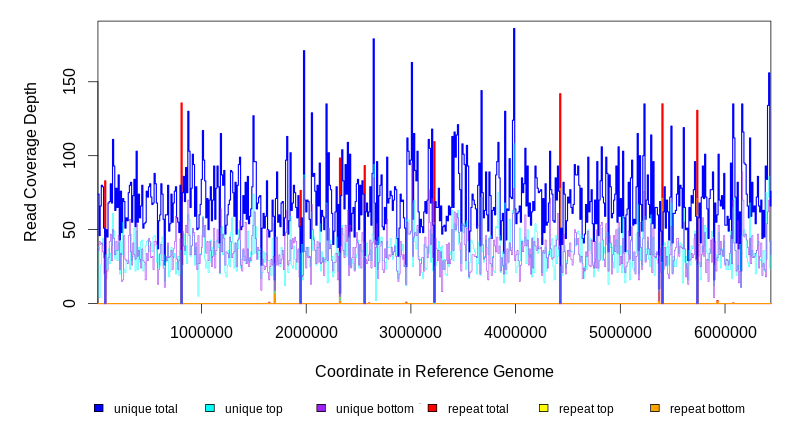 Read Coverage Depth
150
100
50
0
1000000 2000000 3000000 4000000 5000000 6000000
Coordinate in Reference Genome
unique total unique top unique bottom repeat total repeat top repeat bottom